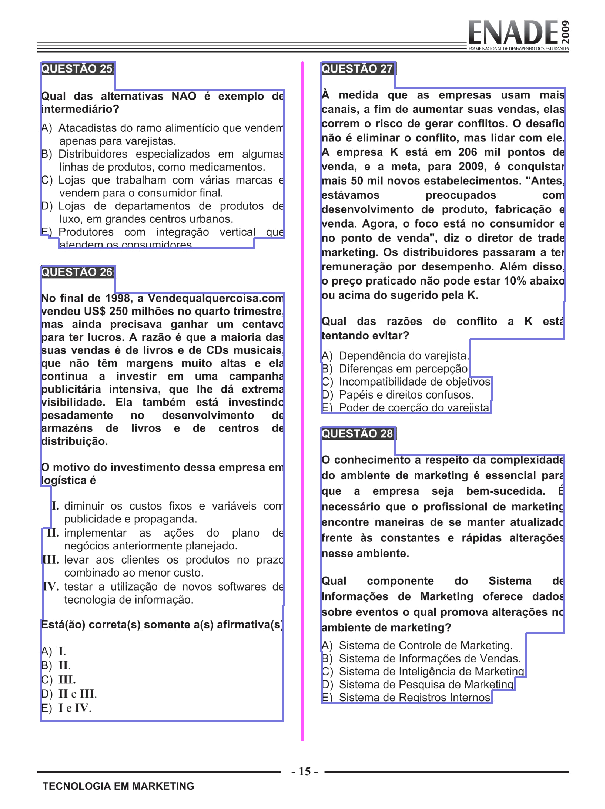 ENADE 2009
EXAME NACIONAL DE DESEMPENHO DOS ESTUDANTES
QUESTÃO 25
Qual das alternativas NÃO é exemplo de
intermediário?
A) Atacadistas do ramo alimentício que vendem
apenas para varejistas.
B) Distribuidores especializados em algumas
linhas de produtos, como medicamentos.
C) Lojas que trabalham com várias marcas e
vendem para o consumidor final.
D) Lojas de departamentos de produtos de
luxo, em grandes centros urbanos.
E) Produtores com integração vertical que
atendem os consumidores
QUESTÃO 26
No final de 1998, a Vendequalquercoisa.com
vendeu US$ 250 milhões no quarto trimestre,
mas ainda precisava ganhar um centavo
para ter lucros. A razão é que a maioria das
suas vendas é de livros e de CDs musicais,
que não têm margens muito altas e ela
continua a investir em uma campanha
publicitária intensiva, que lhe dá extrema
visibilidade. Ela também está investindo
pesadamente no desenvolvimento de
armazéns de livros e de centros de
distribuição.
O motivo do investimento dessa empresa em
logística é
I. diminuir os custos fixos e variáveis com
publicidade e propaganda.
II. implementar as ações do plano de
negócios anteriormente planejado.
III. levar aos clientes os produtos no prazo
combinado ao menor custo.
IV. testar a utilização de novos softwares de
tecnologia de informação.
Está(ão) correta(s) somente a(s) afirmativa(s)
A) I.
B) II.
C) III.
D) II e III.
E) I e IV.
QUESTÃO 27
À medida que as empresas usam mais
canais, a fim de aumentar suas vendas, elas
correm o risco de gerar conflitos. O desafio
não é eliminar o conflito, mas lidar com ele.
A empresa K está em 206 mil pontos de
venda, e a meta, para 2009, é conquistar
mais 50 mil novos estabelecimentos. "Antes,
estávamos preocupados com
desenvolvimento de produto, fabricação e
venda. Agora, o foco está no consumidor e
no ponto de venda", diz o diretor de trade
marketing. Os distribuidores passaram a ter
remuneração por desempenho. Além disso,
o preço praticado não pode estar 10% abaixo
ou acima do sugerido pela K.
Qual das razões de conflito a K está
tentando evitar?
A) Dependência do varejista.
B) Diferenças em percepção
C) Incompatibilidade de objetivos
D) Papéis e direitos confusos.
E) Poder de coerção do varejista
QUESTÃO 28
O conhecimento a respeito da complexidade
do ambiente de marketing é essencial para
que a empresa seja bem-sucedida. É
necessário que o profissional de marketing
encontre maneiras de se manter atualizado
frente às constantes e rápidas alterações
nesse ambiente.
Qual componente do Sistema de
Informações de Marketing oferece dados
sobre eventos o qual promova alterações no
ambiente de marketing?
A) Sistema de Controle de Marketing.
B) Sistema de Informações de Vendas.
C) Sistema de Inteligência de Marketing
D) Sistema de Pesquisa de Marketing
E) Sistema de Registros Internos
- 15 -
TECNOLOGIA EM MARKETING